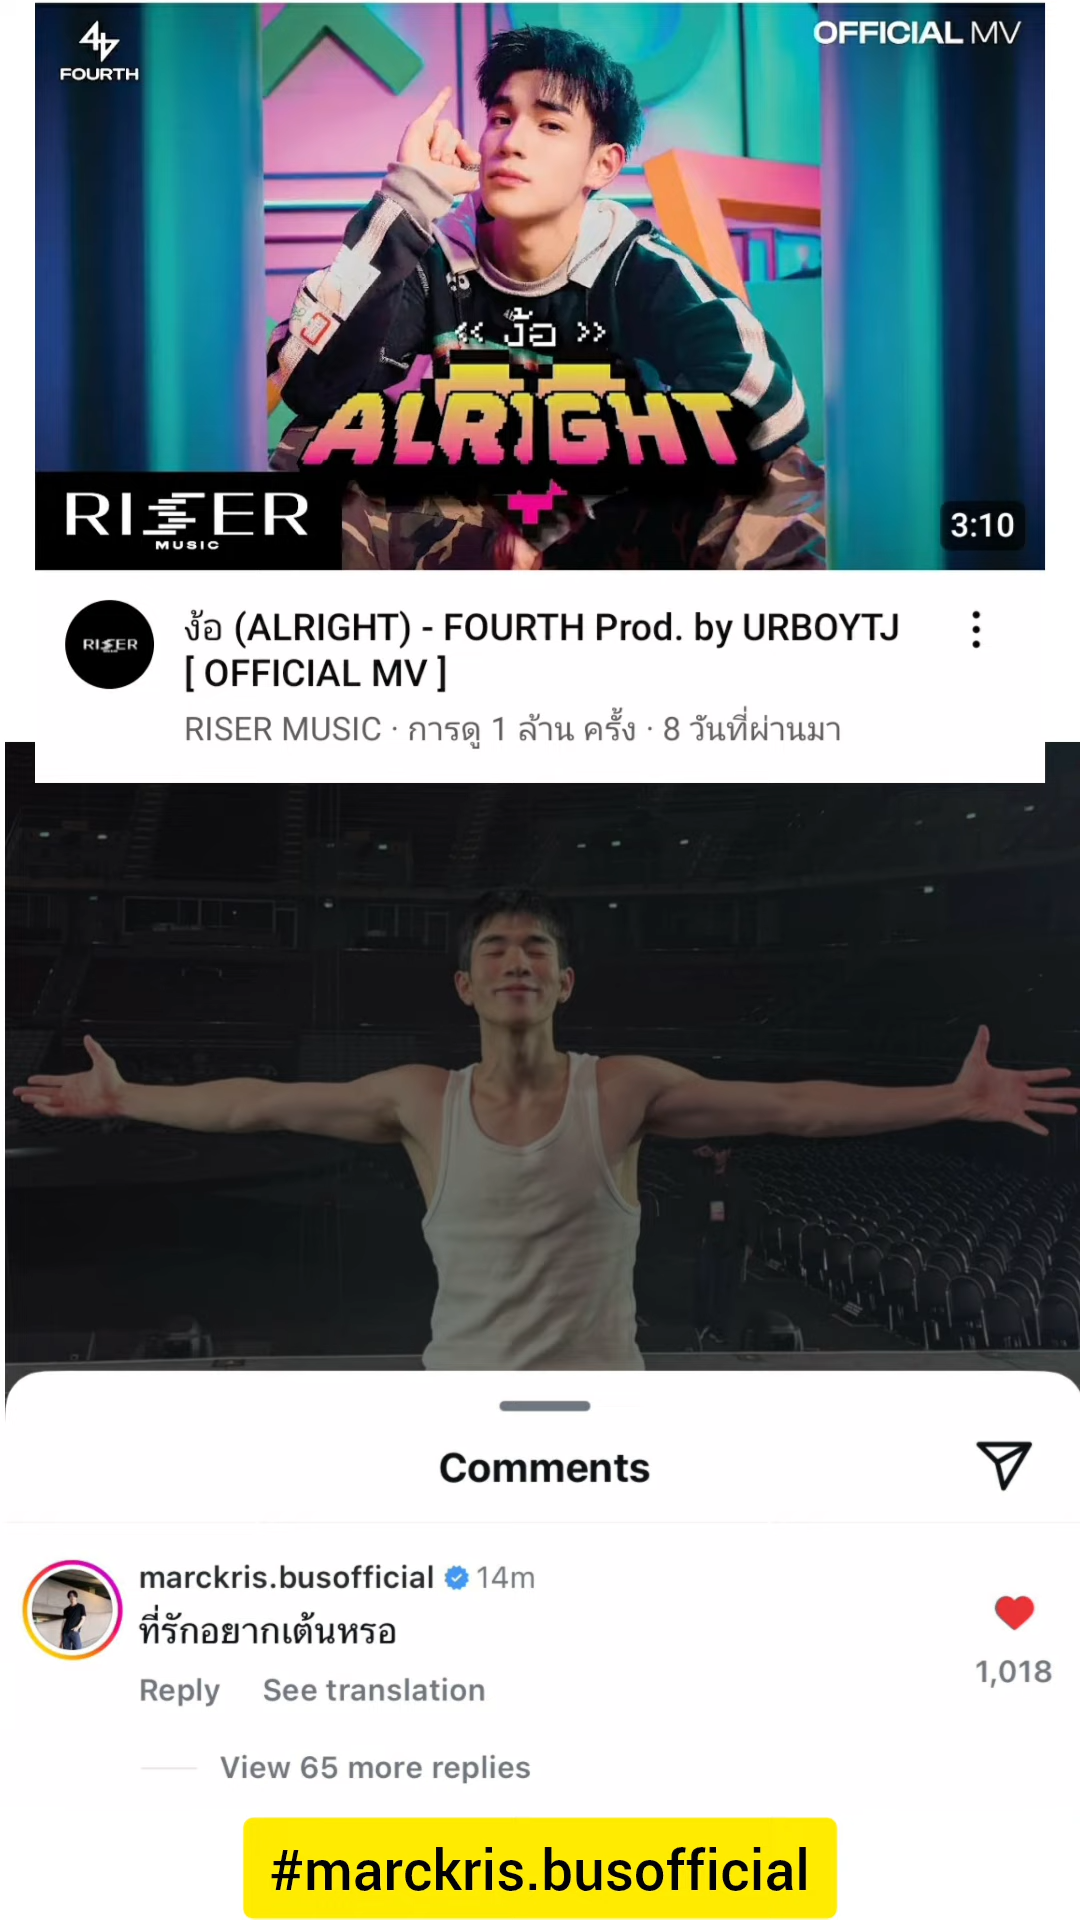 FOURTH
OFFICIAL MV
<< ง้อ >>
ALRIGHT
RISER
MUSIC
3:10
RISER
ง้อ (ALRIGHT) - FOURTH Prod. by URBOYTJ
[ OFFICIAL MV ]
RISER MUSIC · การดู 1 ล้าน ครั้ง · 8 วันที่ผ่านมา
Comments
marckris.busofficial 14m
ที่รักอยากเต้นหรอ
1,018
Reply See translation
View 65 more replies
#marckris.busofficial